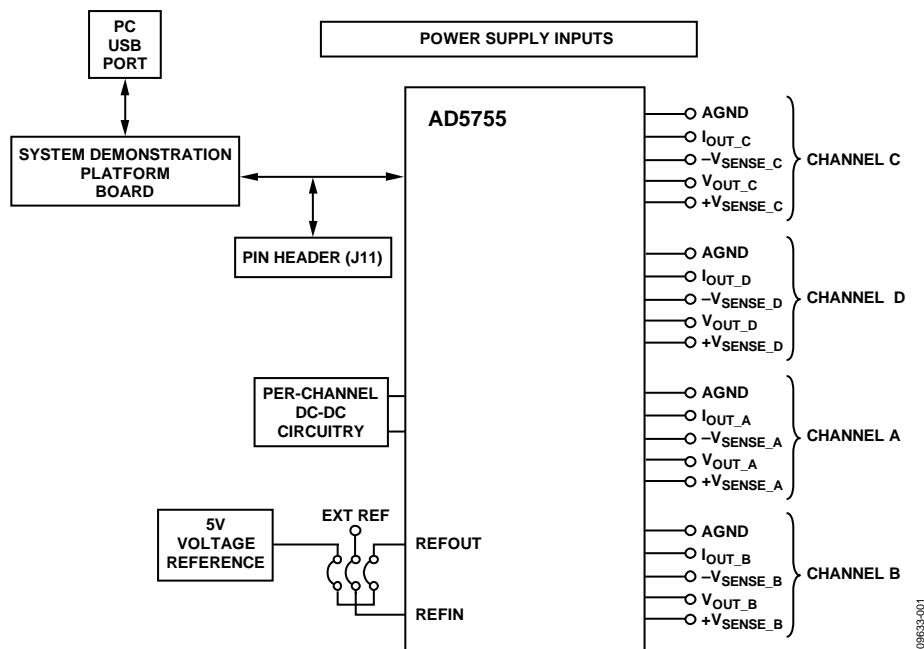 PC
USB
PORT
POWER SUPPLY INPUTS
SYSTEM DEMONSTRATION
PLATFORM
BOARD
PIN HEADER (J11)
PER-CHANNEL
DC-DC
CIRCUITRY
5V
VOLTAGE
REFERENCE
EXT REF
AD5755
REFOUT
REFIN
AGND
IOUT_C
–VSENSE_C
VOUT_C
+VSENSE_C
CHANNEL C
AGND
IOUT_D
–VSENSE_D
VOUT_D
+VSENSE_D
CHANNEL D
AGND
IOUT_A
–VSENSE_A
VOUT_A
+VSENSE_A
CHANNEL A
AGND
IOUT_B
–VSENSE_B
VOUT_B
+VSENSE_B
CHANNEL B
09633-001